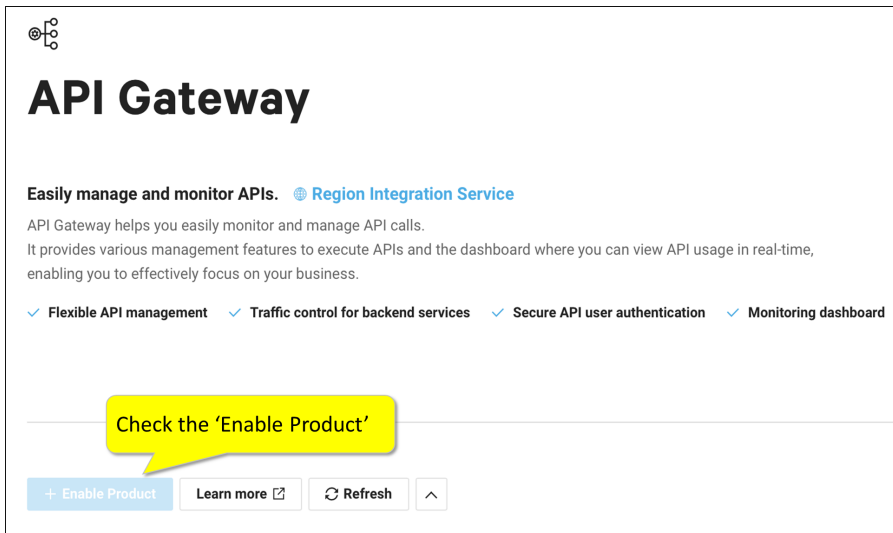 API Gateway
Easily manage and monitor APIs. Region Integration Service
API Gateway helps you easily monitor and manage API calls.
It provides various management features to execute APIs and the dashboard where you can view API usage in real-time,
enabling you to effectively focus on your business.
Flexible API management Traffic control for backend services Secure API user authentication Monitoring dashboard
Check the ‘Enable Product’
+ Enable Product Learn more Refresh